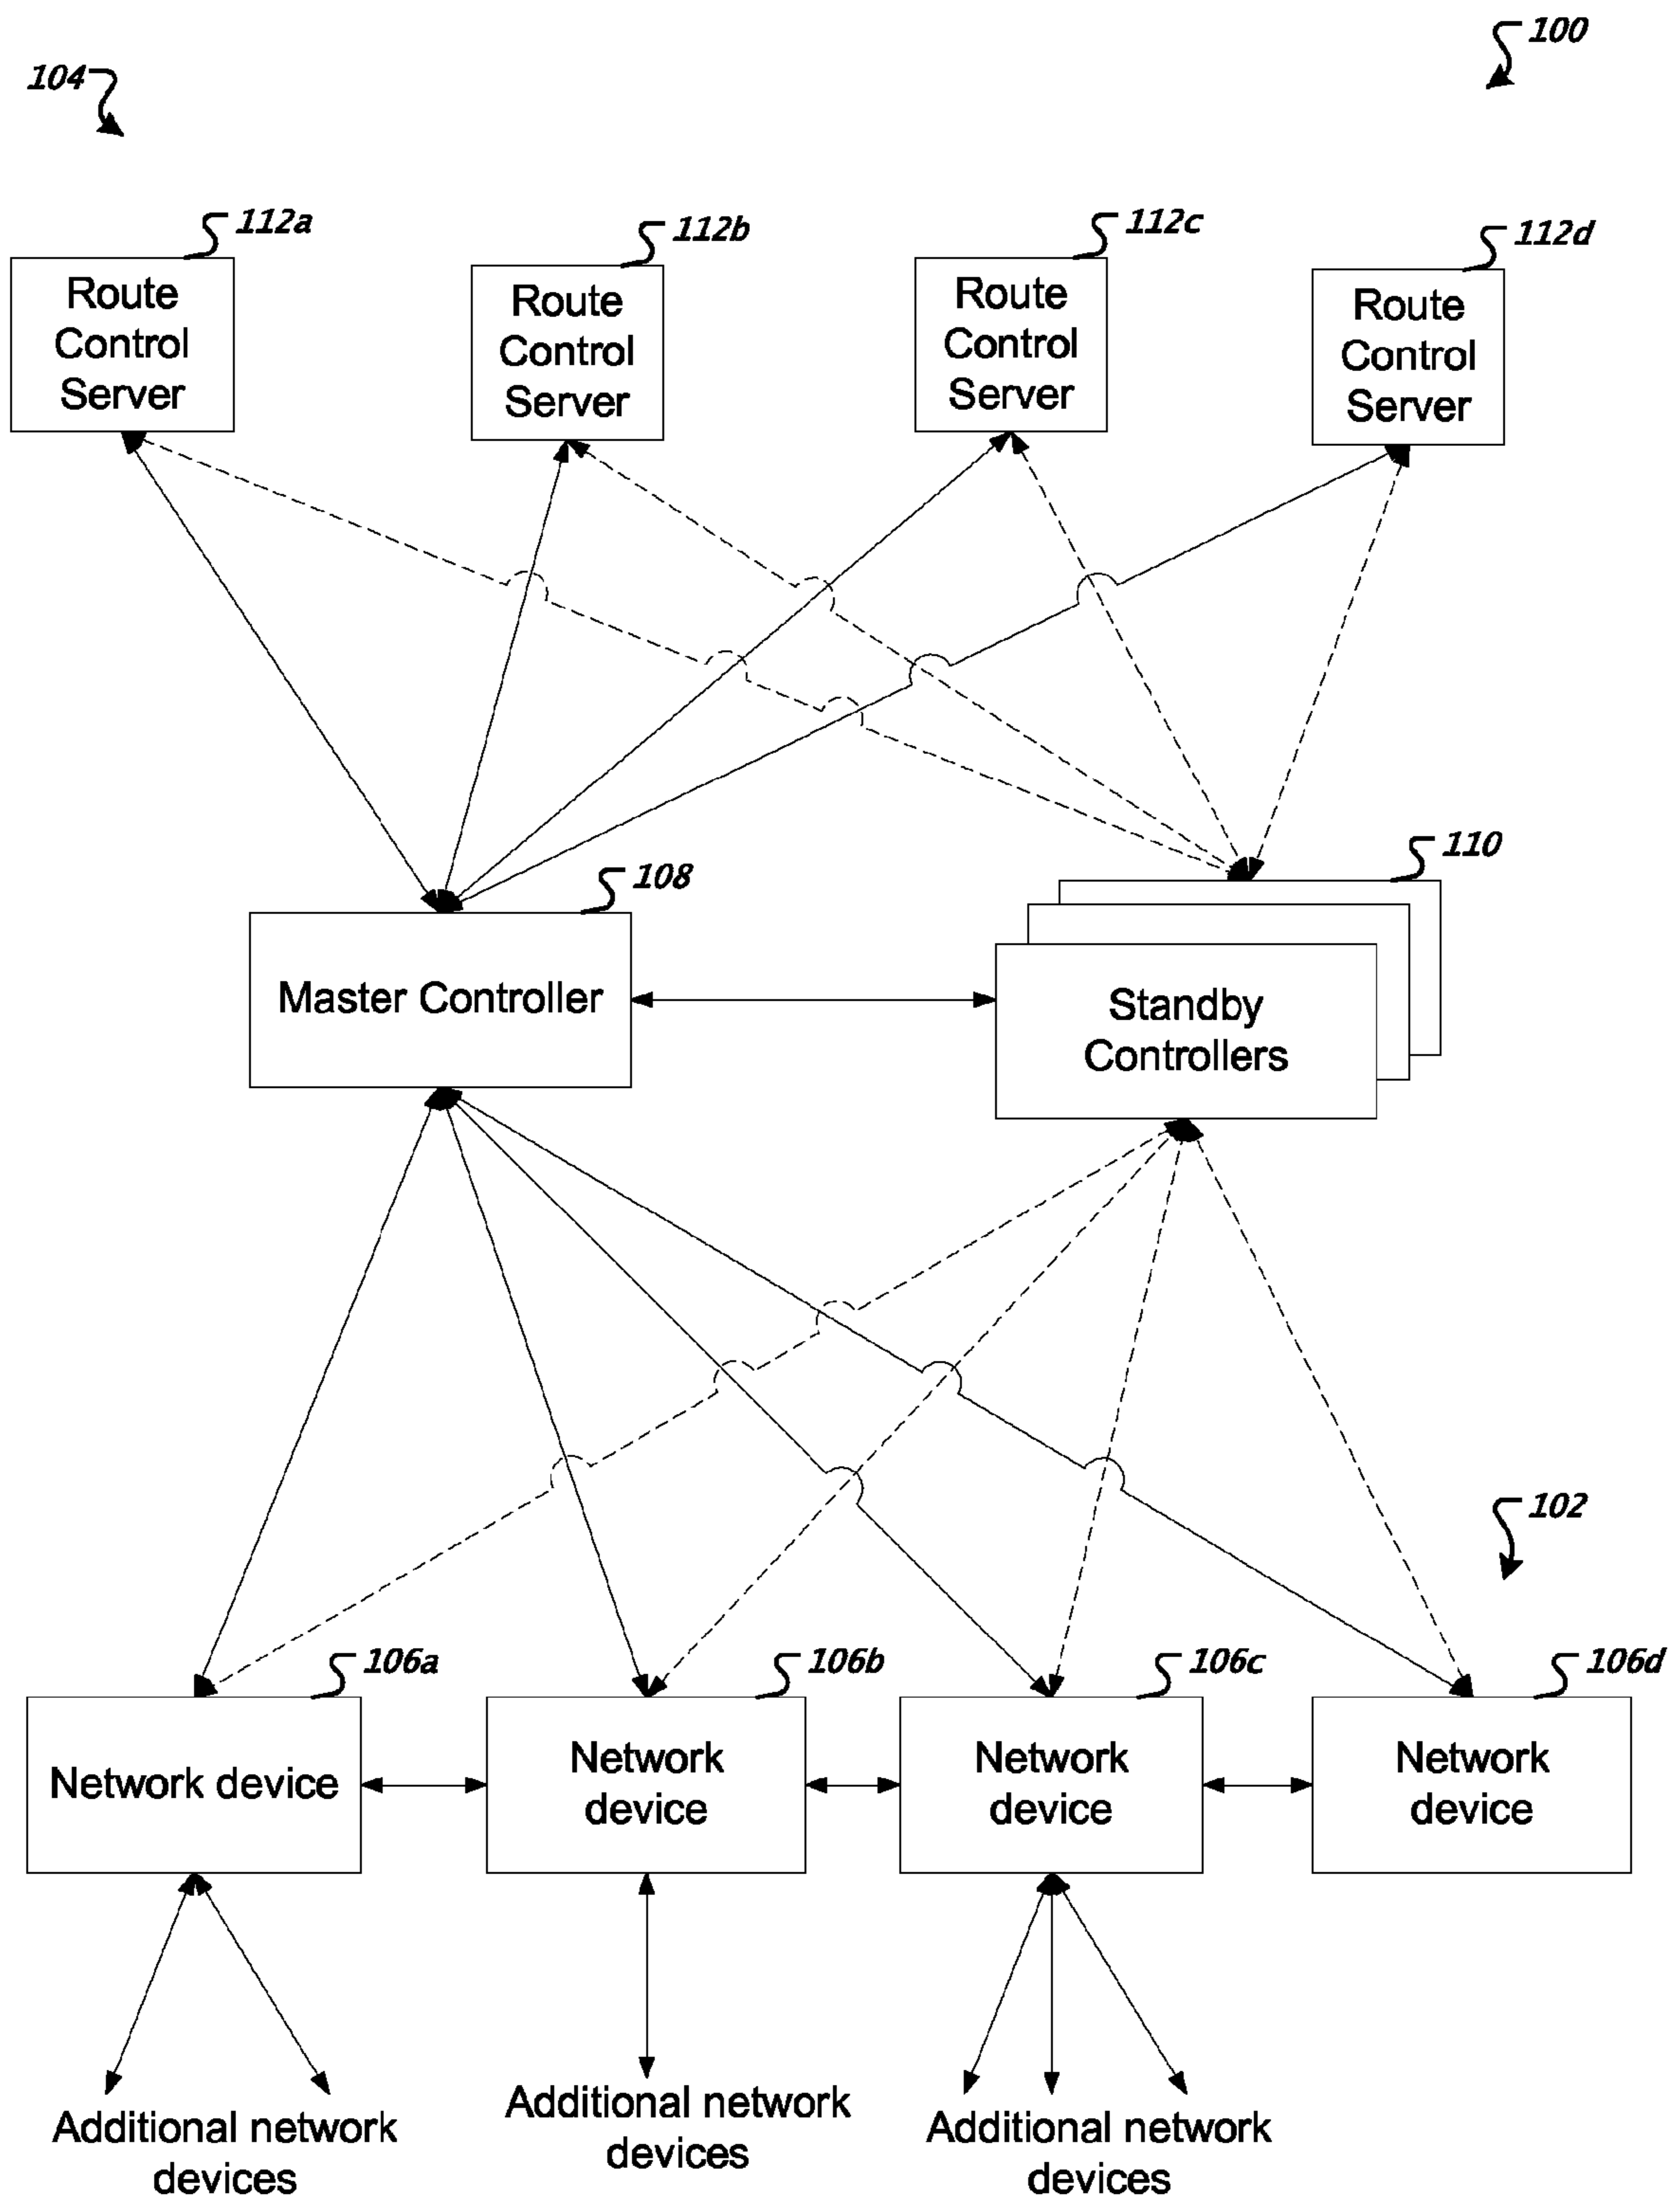 100
104
112a
112b
112c
112d
Route
Control
Server
Route
Control
Server
Route
Control
Server
Route
Control
Server
110
108
Master Controller
Standby
Controllers
102
106a
106b
106c
106d
Network device
Network
device
Network
device
Network
device
Additional network
devices
Additional network
devices
Additional network
devices